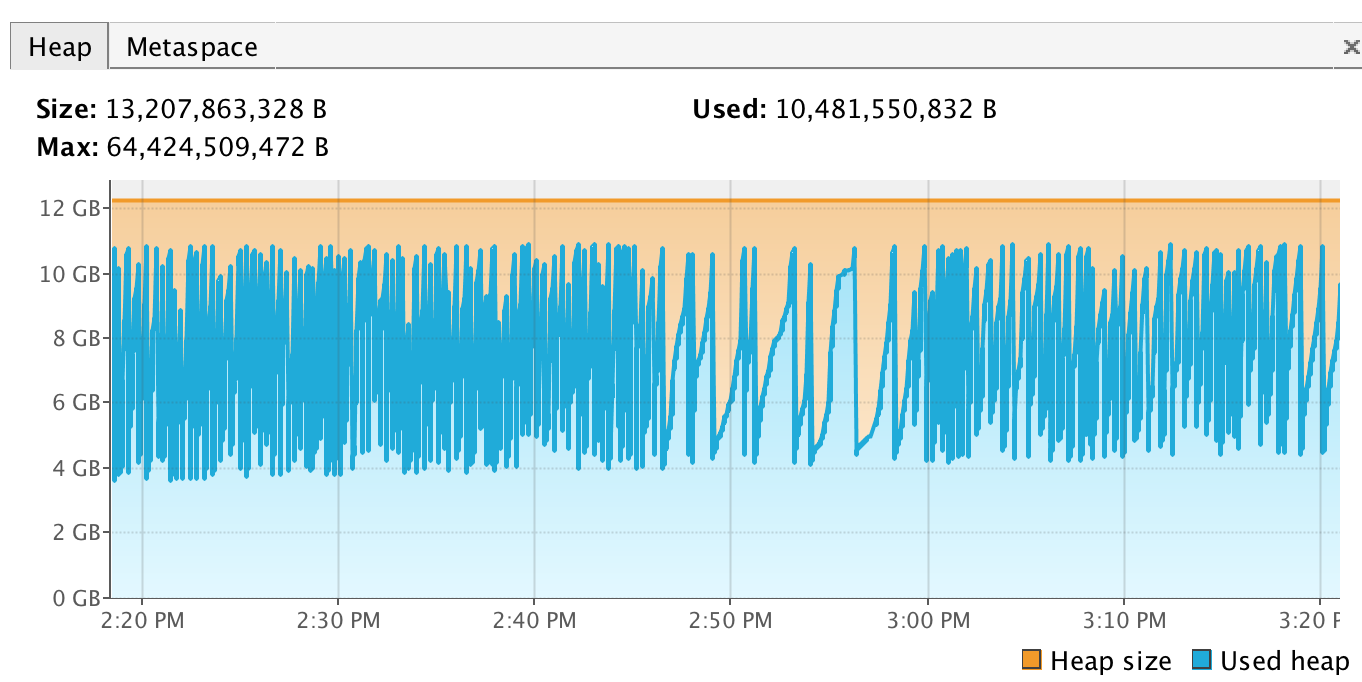 Heap Metaspace
Size: 13,207,863,328 B Used: 10,481,550,832 B
Max: 64,424,509,472 B
12 GB
10 GB
8 GB
6 GB
4 GB
2 GB
0 GB
2:20 PM 2:30 PM 2:40 PM 2:50 PM 3:00 PM 3:10 PM 3:20 P
Heap size Used heap